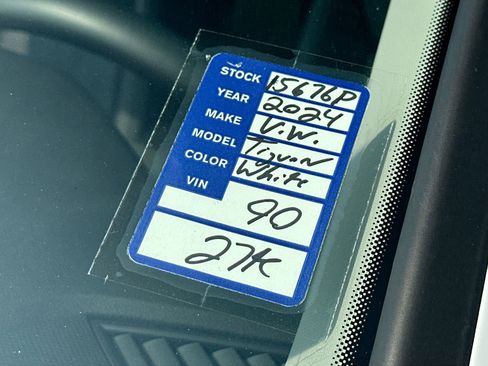 STOCK 15676P
YEAR 2024
MAKE V.W.
MODEL Tiguan
COLOR White
VIN
90
27K